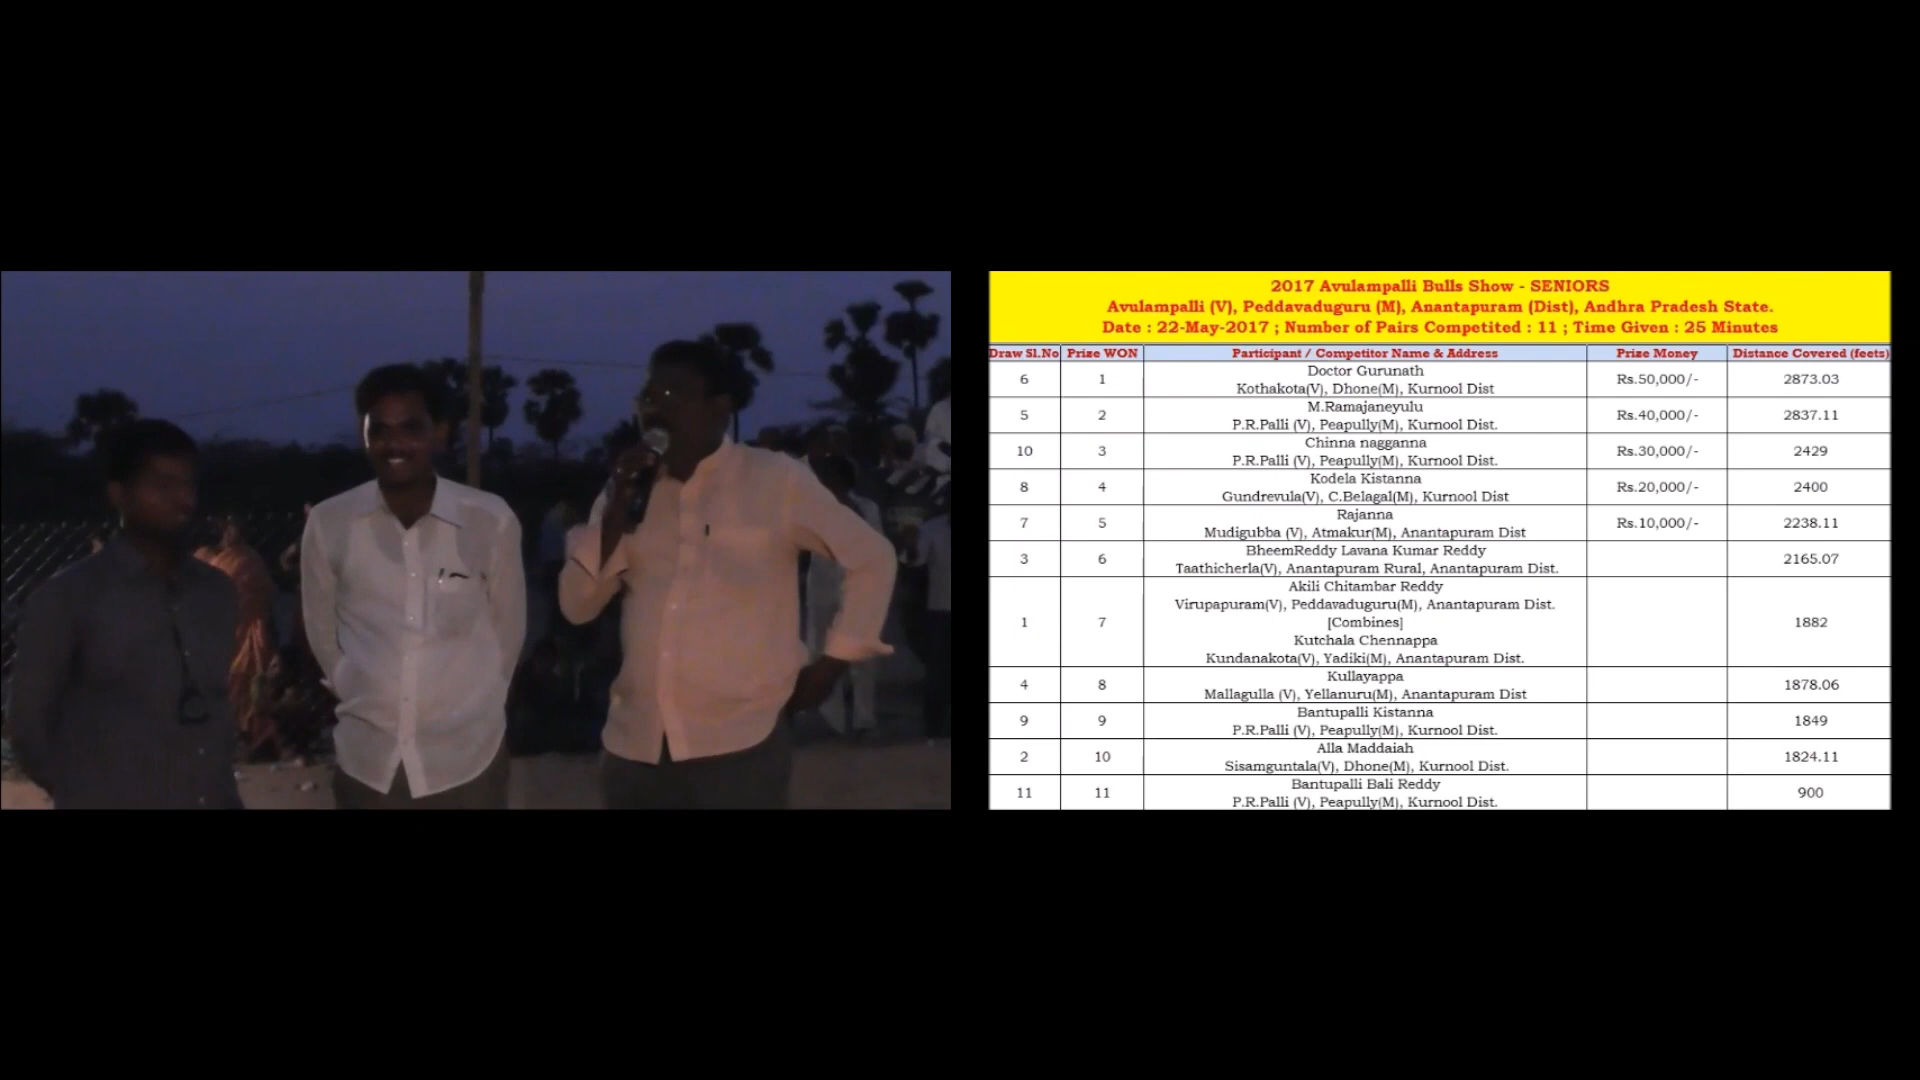 2017 Avulampalli Bulls Show - SENIORS
Avulampalli (V), Peddavaduguru (M), Anantapuram (Dist), Andhra Pradesh State.
Date : 22-May-2017 ; Number of Pairs Competited : 11 ; Time Given : 25 Minutes
Draw Sl.No Prize WON Participant / Competitor Name & Address Prize Money Distance Covered (feets)
6 1 Doctor Gurunath Rs.50,000/- 2873.03
Kothakota(V), Dhone(M), Kurnool Dist
5 2 M.Ramajaneyulu Rs.40,000/- 2837.11
P.R.Palli (V), Peapully(M), Kurnool Dist.
10 3 Chinna nagganna Rs.30,000/- 2429
P.R.Palli (V), Peapully(M), Kurnool Dist.
8 4 Kodela Kistanna Rs.20,000/- 2400
Gundrevula(V), C.Belagal(M), Kurnool Dist
7 5 Rajanna Rs.10,000/- 2238.11
Mudigubba (V), Atmakur(M), Anantapuram Dist
3 6 BheemReddy Lavana Kumar Reddy 2165.07
Taathicherla(V), Anantapuram Rural, Anantapuram Dist.
Akili Chitambar Reddy
Virupapuram(V), Peddavaduguru(M), Anantapuram Dist.
1 7 [Combines] 1882
Kutchala Chennappa
Kundanakota(V), Yadiki(M), Anantapuram Dist.
4 8 Kullayappa 1878.06
Mallagulla (V), Yellanuru(M), Anantapuram Dist
9 9 Bantupalli Kistanna 1849
P.R.Palli (V), Peapully(M), Kurnool Dist.
2 10 Alla Maddaiah 1824.11
Sisamguntala(V), Dhone(M), Kurnool Dist.
11 11 Bantupalli Bali Reddy 900
P.R.Palli (V), Peapully(M), Kurnool Dist.